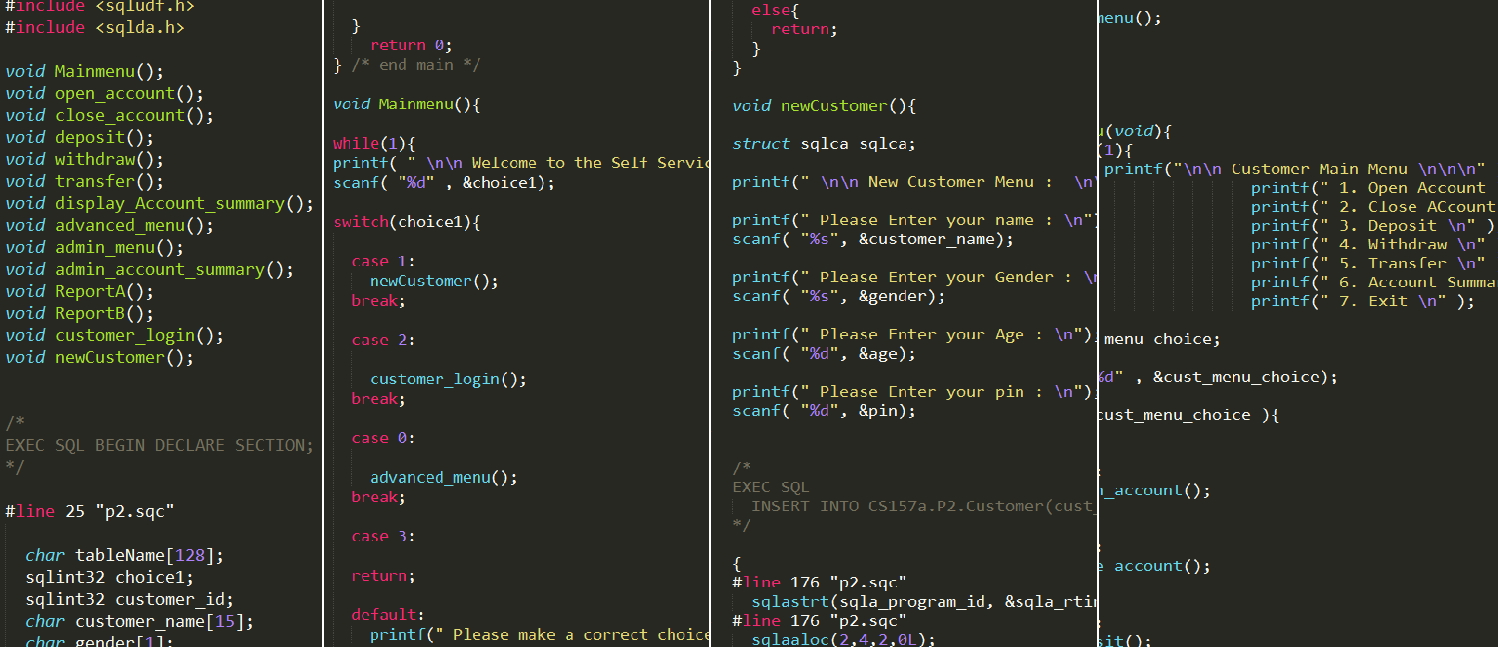 #include <sqludf.h>
#include <sqlda.h>
void Mainmenu();
void open_account();
void close_account();
void deposit();
void withdraw();
void transfer();
void display_Account_summary();
void advanced_menu();
void admin_menu();
void admin_account_summary();
void ReportA();
void ReportB();
void customer_login();
void newCustomer();
/*
EXEC SQL BEGIN DECLARE SECTION;
*/
#line 25 "p2.sqc"
char tableName[128];
sqlint32 choice1;
sqlint32 customer_id;
char customer_name[15];
char gender[1];
}
return 0;
} /* end main */
void Mainmenu(){
while(1){
printf( " \n\n Welcome to the Self Servic
scanf( "%d" , &choice1);
switch(choice1){
case 1:
newCustomer();
break;
case 2:
customer_login();
break;
case 0:
advanced_menu();
break;
case 3:
return;
default:
printf(" Please make a correct choice
else{
return;
}
}
void newCustomer(){
struct sqlca sqlca;
printf(" \n\n New Customer Menu :  \n\
printf(" Please Enter your name : \n")
scanf( "%s", &customer_name);
printf(" Please Enter your Gender : \n
scanf( "%s", &gender);
printf(" Please Enter your Age : \n");
scanf( "%d", &age);
printf(" Please Enter your pin : \n");
scanf( "%d", &pin);
/*
EXEC SQL
INSERT INTO CS157a.P2.Customer(cust_
*/
{
#line 176 "p2.sqc"
sqlastrt(sqla_program_id, &sqla_rtin
#line 176 "p2.sqc"
sqlaaloc(2,4,2,0L);
menu();
u(void){
(1){
printf("\n\n Customer Main Menu \n\n\n"
printf(" 1. Open Account
printf(" 2. Close ACcount
printf(" 3. Deposit \n" )
printf(" 4. Withdraw \n"
printf(" 5. Transfer \n"
printf(" 6. Account Summa
printf(" 7. Exit \n" );
menu choice;
%d" , &cust_menu_choice);
cust_menu_choice ){
:
n_account();
:
e account();
:
sit();